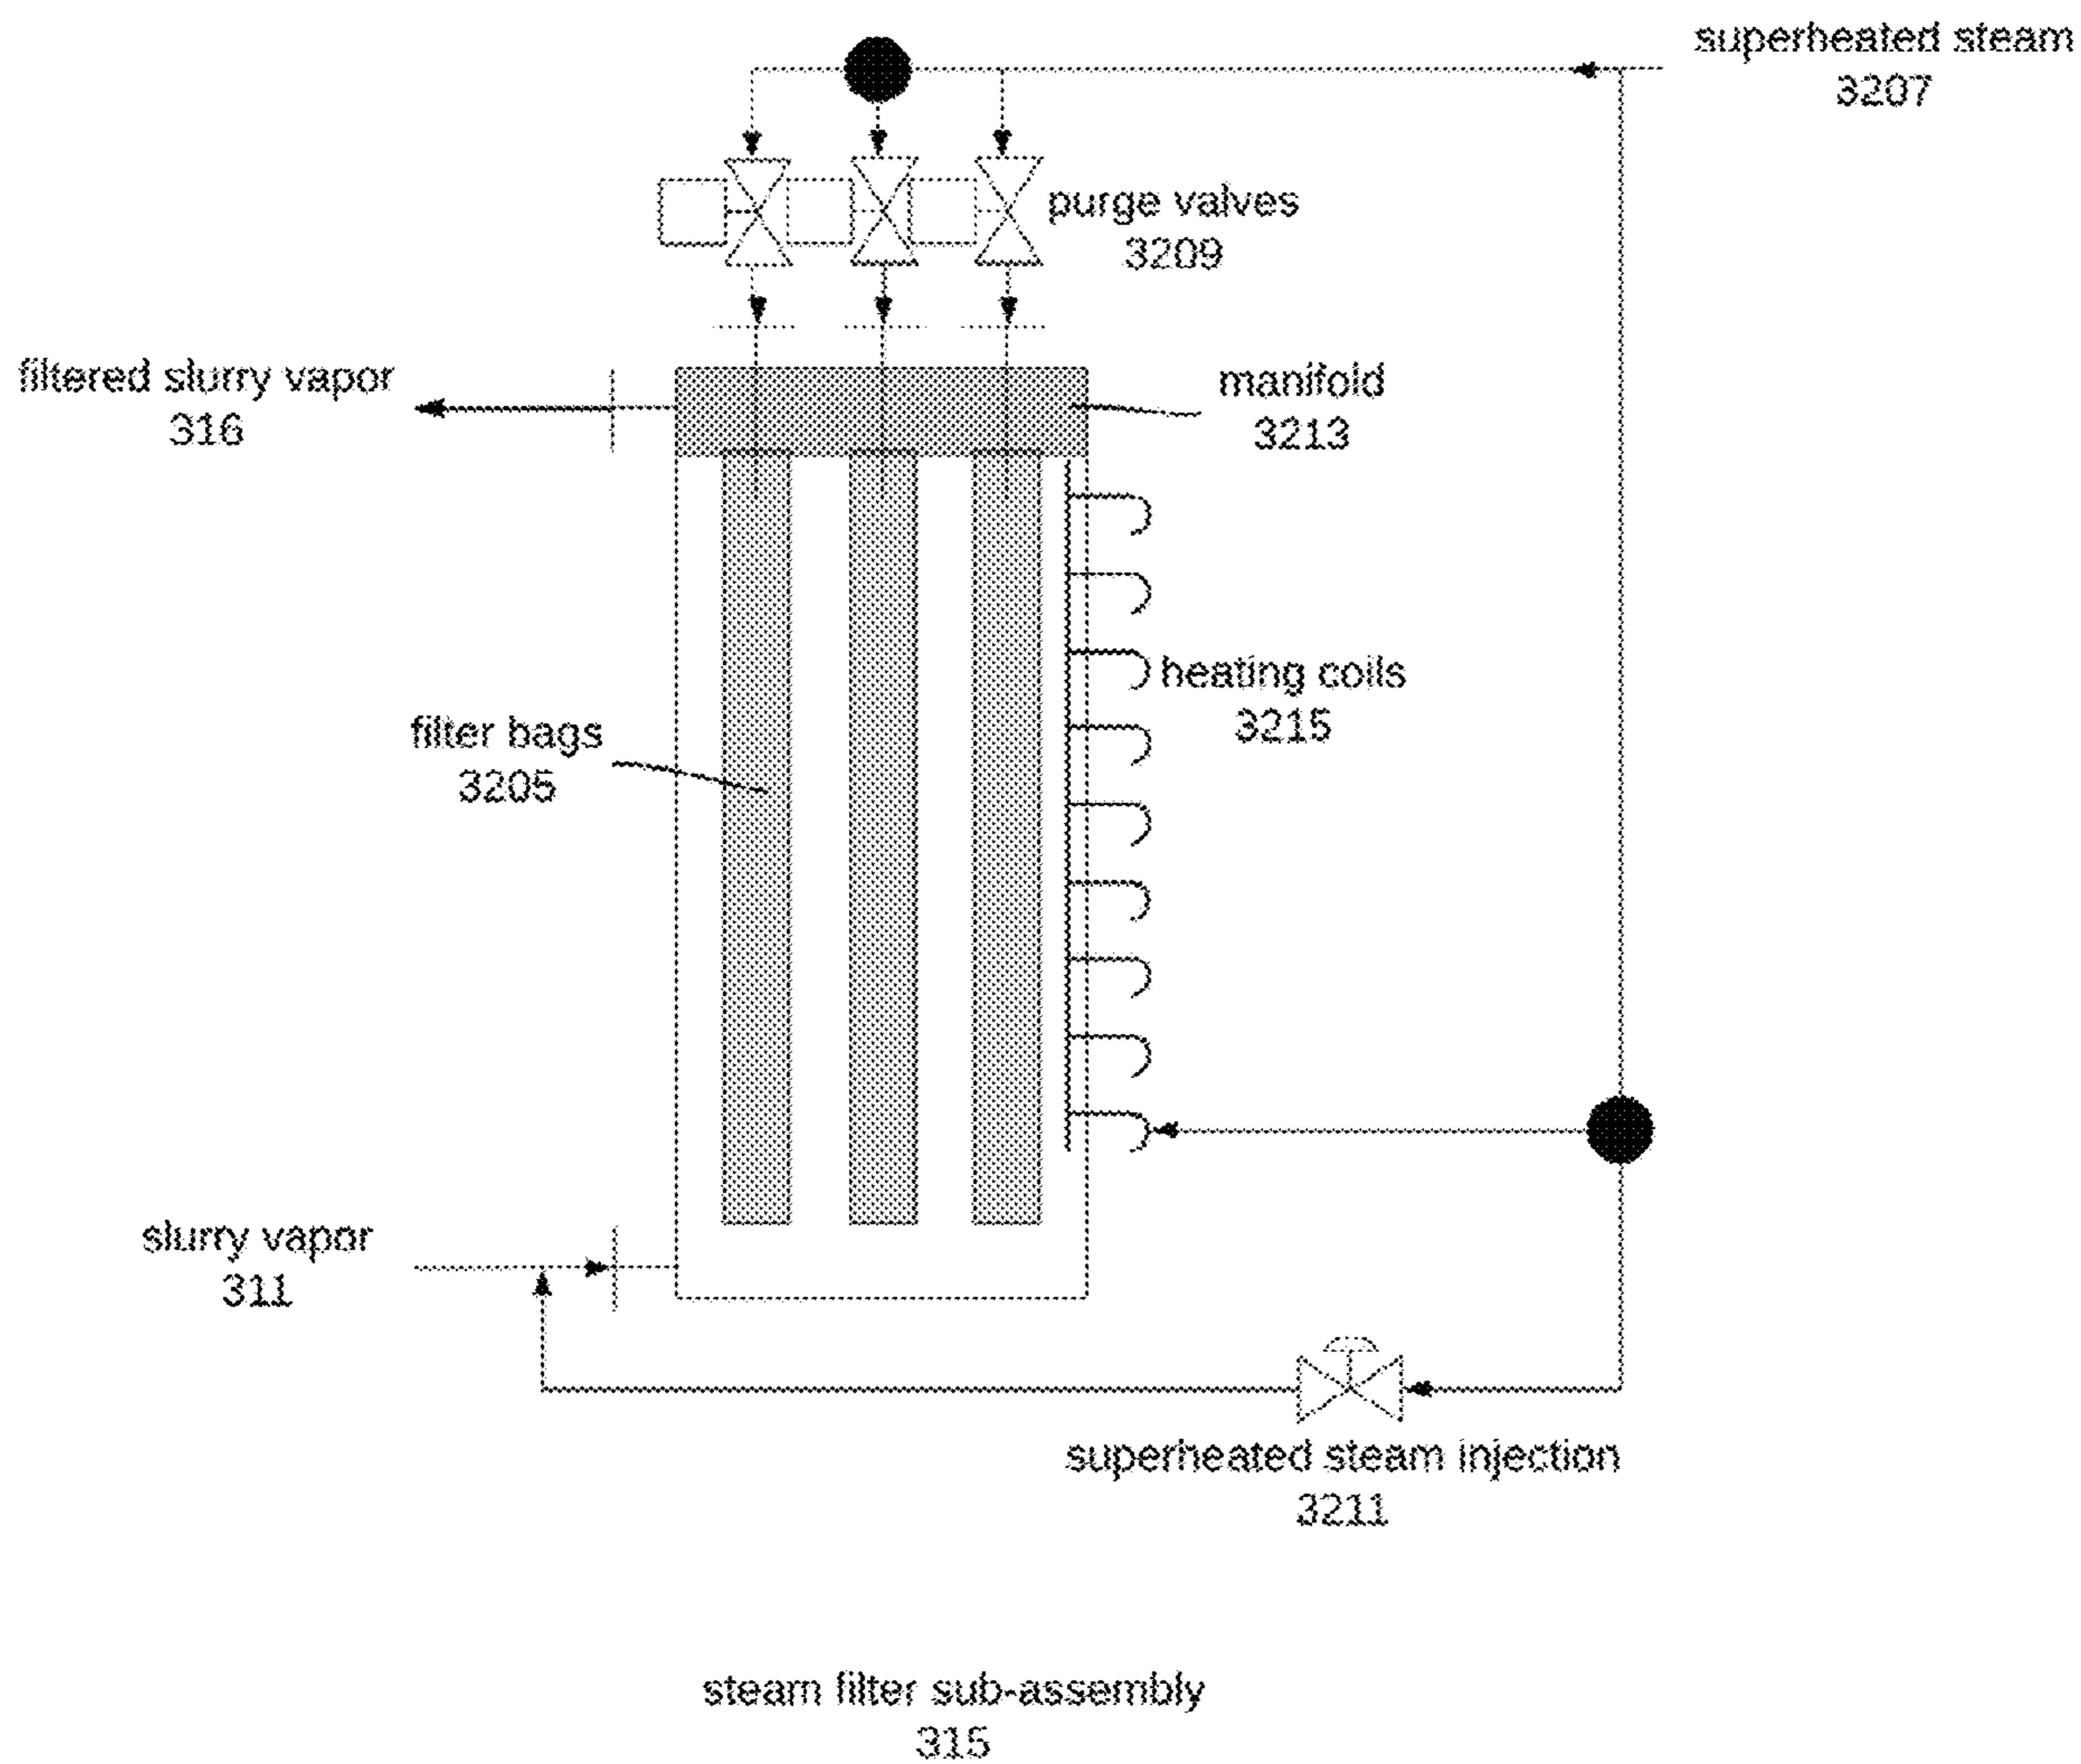 superheated steam
3207
purge valves
3209
filtered slurry vapor
316
manifold
3213
heating coils
3215
filter bags
3205
slurry vapor
311
superheated steam injection
3211
steam filter sub-assembly
315